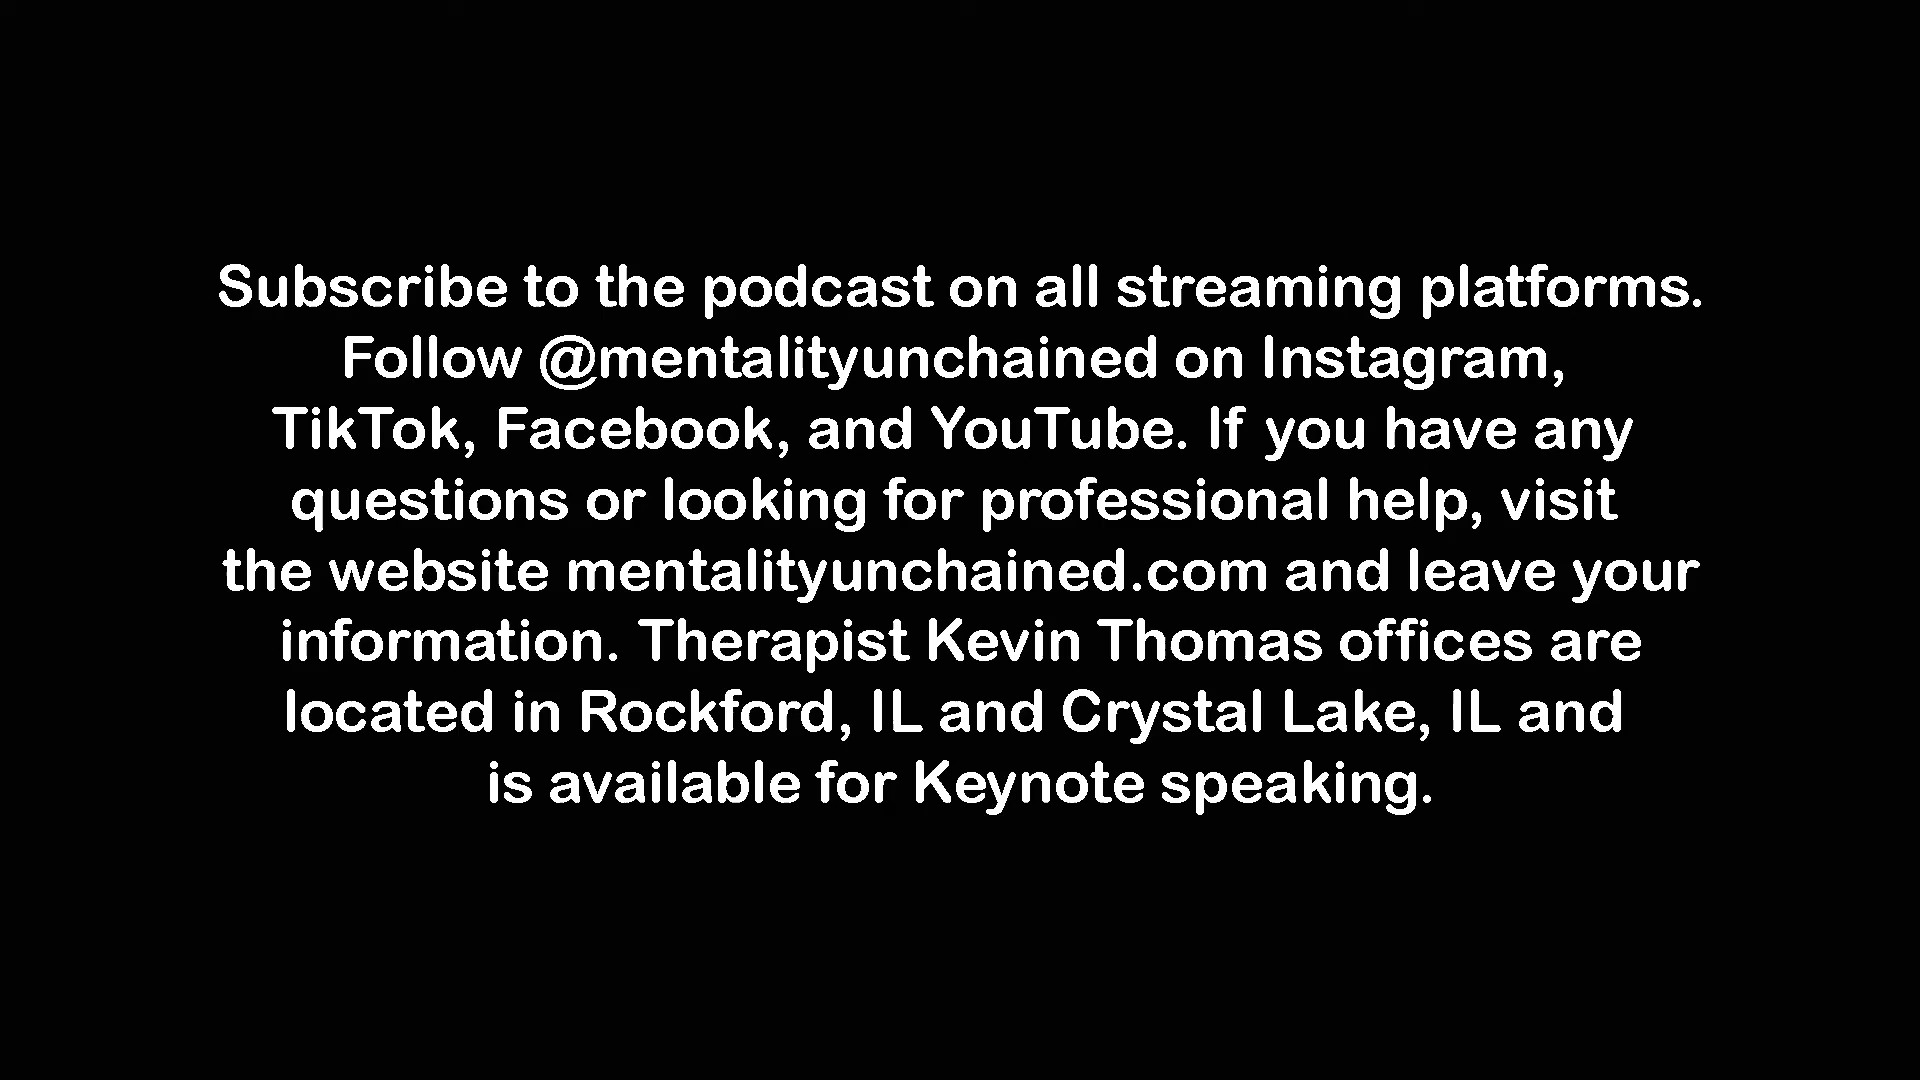 Subscribe to the podcast on all streaming platforms.
Follow @mentalityunchained on Instagram,
TikTok, Facebook, and YouTube. If you have any
questions or looking for professional help, visit
the website mentalityunchained.com and leave your
information. Therapist Kevin Thomas offices are
located in Rockford, IL and Crystal Lake, IL and
is available for Keynote speaking.